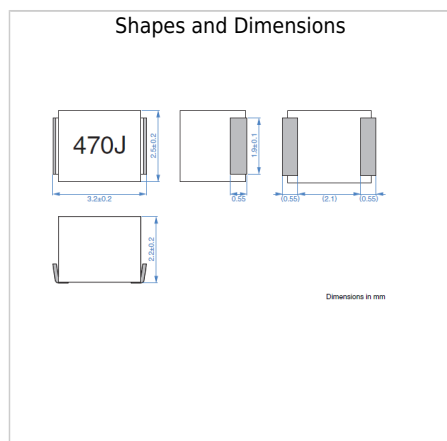 Shapes and Dimensions
470J
2.5±0.2
3.2±0.2
1.9±0.1
0.55
(0.55)
(2.1)
(0.55)
2.2±0.2
Dimensions in mm